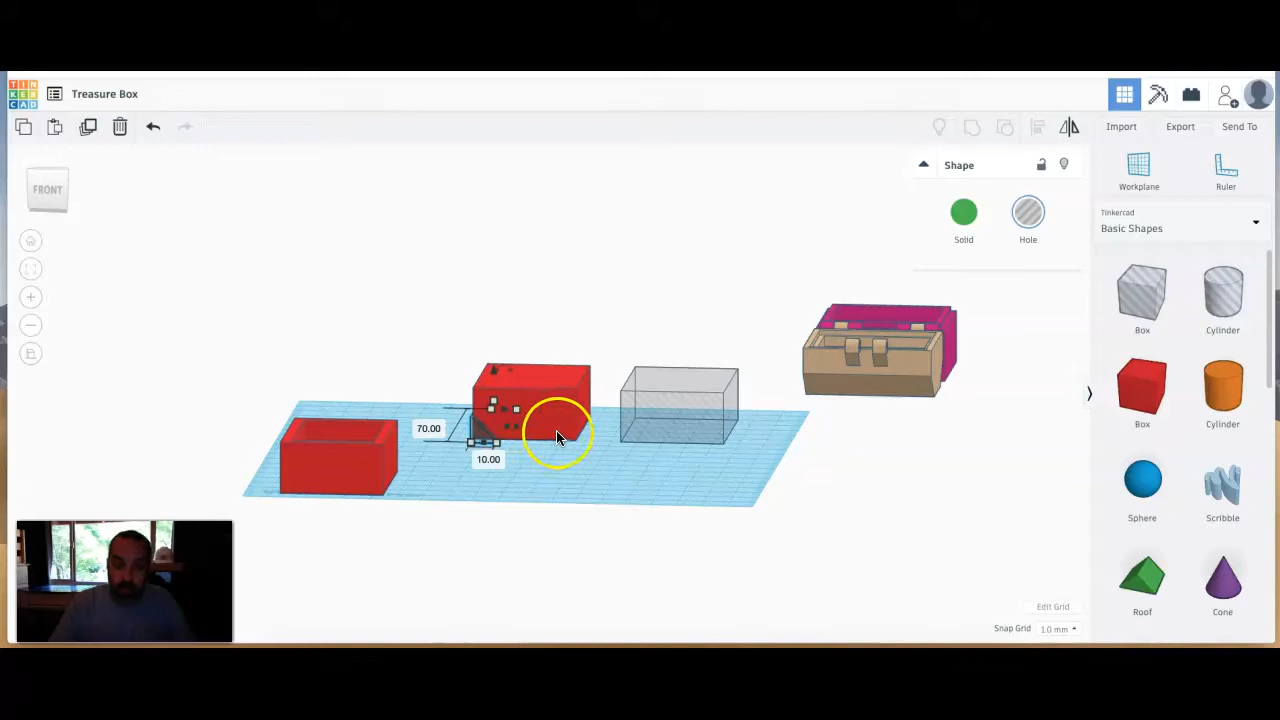 TIN
KER
CAD
Treasure Box
Import
Export
Send To
FRONT
Shape
Solid
Hole
Workplane
Ruler
Tinkercad
Basic Shapes
Box
Cylinder
Box
Cylinder
Sphere
Scribble
Roof
Cone
70.00
10.00
Edit Grid
Snap Grid
1.0 mm